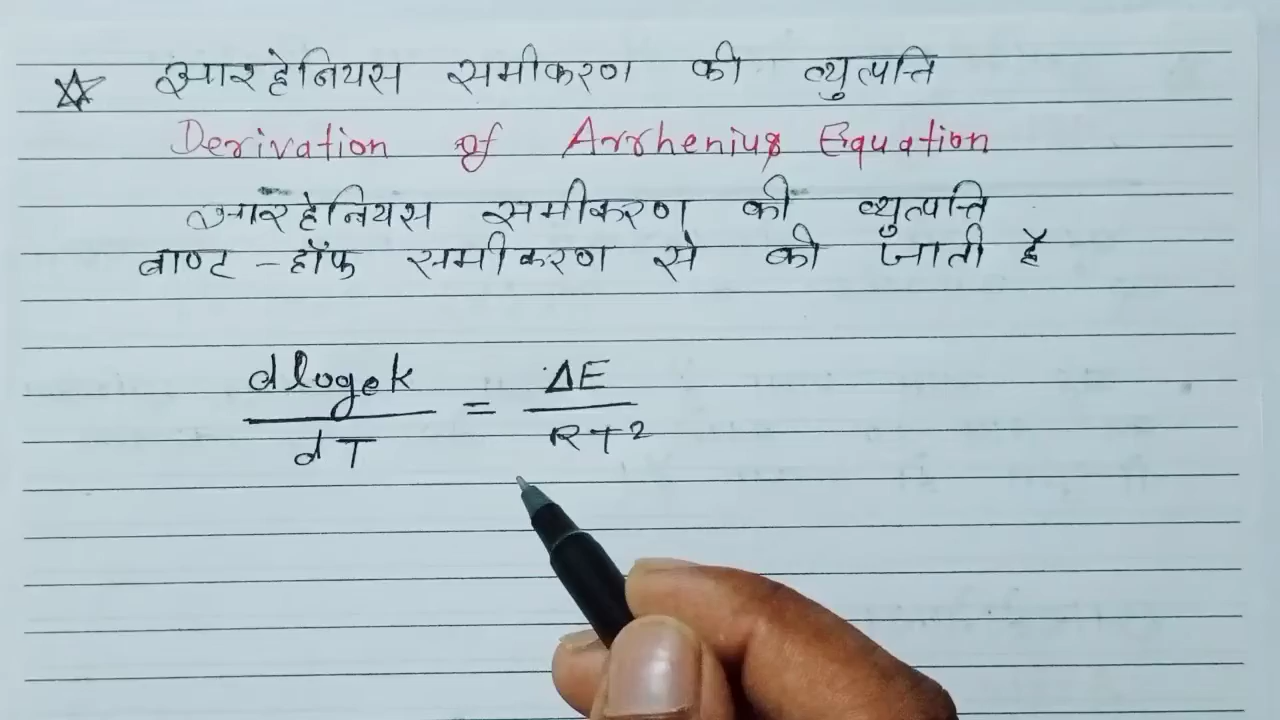 ☆ आरहेनियस समीकरण की व्युत्पत्ति
Derivation of Arrhenius Equation
आरहेनियस समीकरण की व्युत्पत्ति
वाण्ट-हॉफ समीकरण से की जाती है
d logek / dT = ΔE / RT²